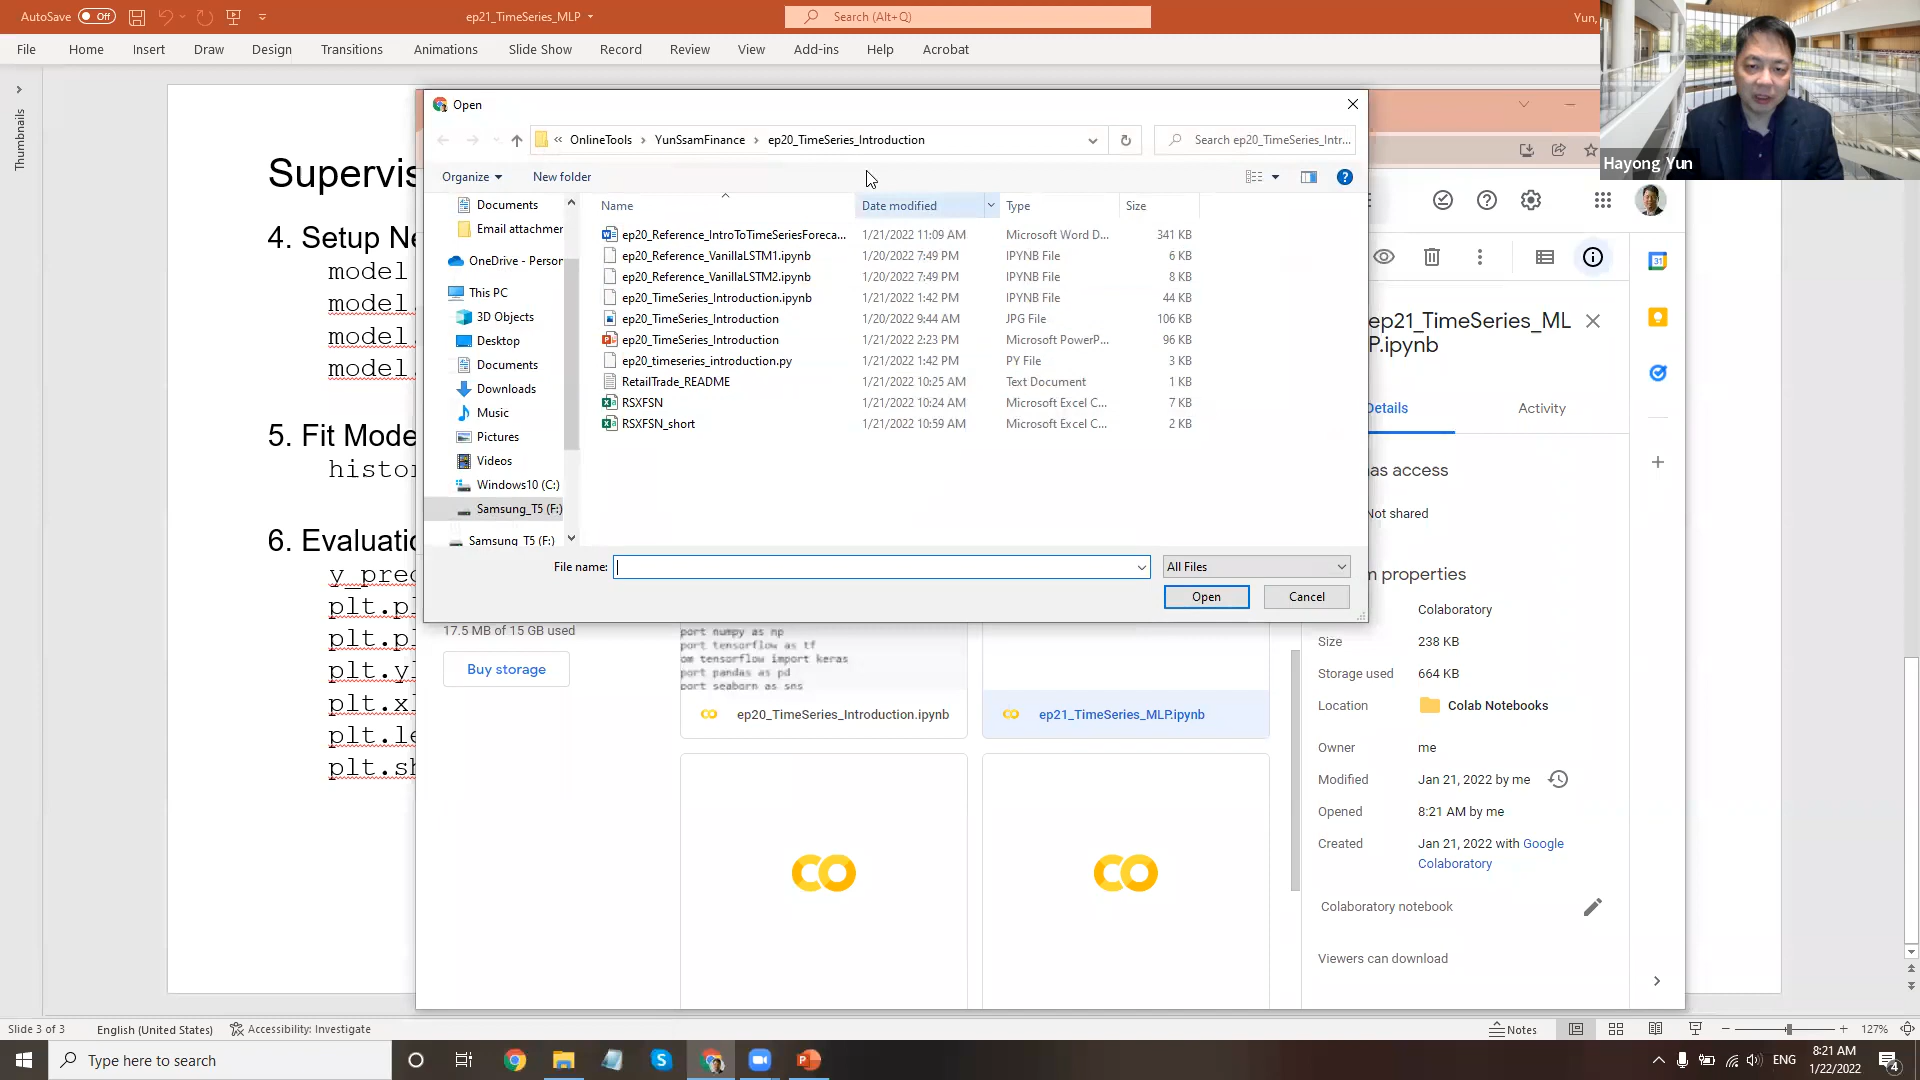 AutoSave Off
ep21_TimeSeries_MLP
Search (Alt+Q)
Yun,
File Home Insert Draw Design Transitions Animations Slide Show Record Review View Add-ins Help Acrobat
Thumbnails
4. Setup Ne
model
model.
model.
model.
5. Fit Mode
histor
6. Evaluatio
y_pred
plt.pl
plt.pl
plt.yl
plt.xl
plt.le
plt.sh
Open
« OnlineTools › YunSsamFinance › ep20_TimeSeries_Introduction
Search ep20_TimeSeries_Intr...
Organize New folder
Documents
Email attachmer
OneDrive - Persor
This PC
3D Objects
Desktop
Documents
Downloads
Music
Pictures
Videos
Windows10 (C:)
Samsung_T5 (F:)
Samsung_T5 (F:)
Name Date modified Type Size
ep20_Reference_IntroToTimeSeriesForeca... 1/21/2022 11:09 AM Microsoft Word D... 341 KB
ep20_Reference_VanillaLSTM1.ipynb 1/20/2022 7:49 PM IPYNB File 6 KB
ep20_Reference_VanillaLSTM2.ipynb 1/20/2022 7:49 PM IPYNB File 8 KB
ep20_TimeSeries_Introduction.ipynb 1/21/2022 1:42 PM IPYNB File 44 KB
ep20_TimeSeries_Introduction 1/20/2022 9:44 AM JPG File 106 KB
ep20_TimeSeries_Introduction 1/21/2022 2:23 PM Microsoft PowerP... 96 KB
ep20_timeseries_introduction.py 1/21/2022 1:42 PM PY File 3 KB
RetailTrade_README 1/21/2022 10:25 AM Text Document 1 KB
RSXFSN 1/21/2022 10:24 AM Microsoft Excel C... 7 KB
RSXFSN_short 1/21/2022 10:59 AM Microsoft Excel C... 2 KB
File name:
All Files
Open
Cancel
17.5 MB of 15 GB used
Buy storage
port numpy as np
port tensorflow as tf
om tensorflow import keras
port pandas as pd
port seaborn as sns
ep20_TimeSeries_Introduction.ipynb
ep21_TimeSeries_MLP.ipynb
Hayong Yun
31
ep21_TimeSeries_ML
P.ipynb
Details Activity
as access
Not shared
m properties
Colaboratory
Size 238 KB
Storage used 664 KB
Location Colab Notebooks
Owner me
Modified Jan 21, 2022 by me
Opened 8:21 AM by me
Created Jan 21, 2022 with Google
Colaboratory
Colaboratory notebook
Viewers can download
Slide 3 of 3 English (United States) Accessibility: Investigate
Notes
127%
Type here to search
ENG
8:21 AM
1/22/2022
4